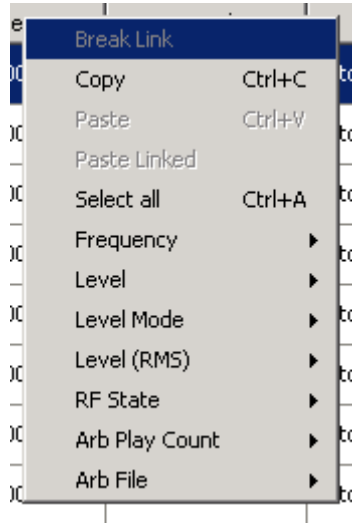 Break Link
Copy Ctrl+C
Paste Ctrl+V
Paste Linked
Select all Ctrl+A
Frequency
Level
Level Mode
Level (RMS)
RF State
Arb Play Count
Arb File